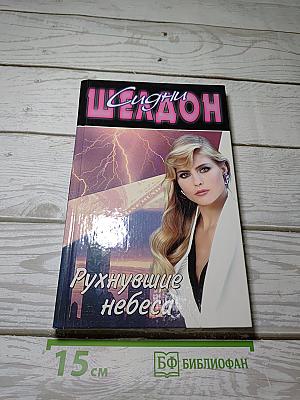 Сидни
ШЕЛДОН
Рухнувшие
небеса
15 см
БФ БИБЛИОФАН